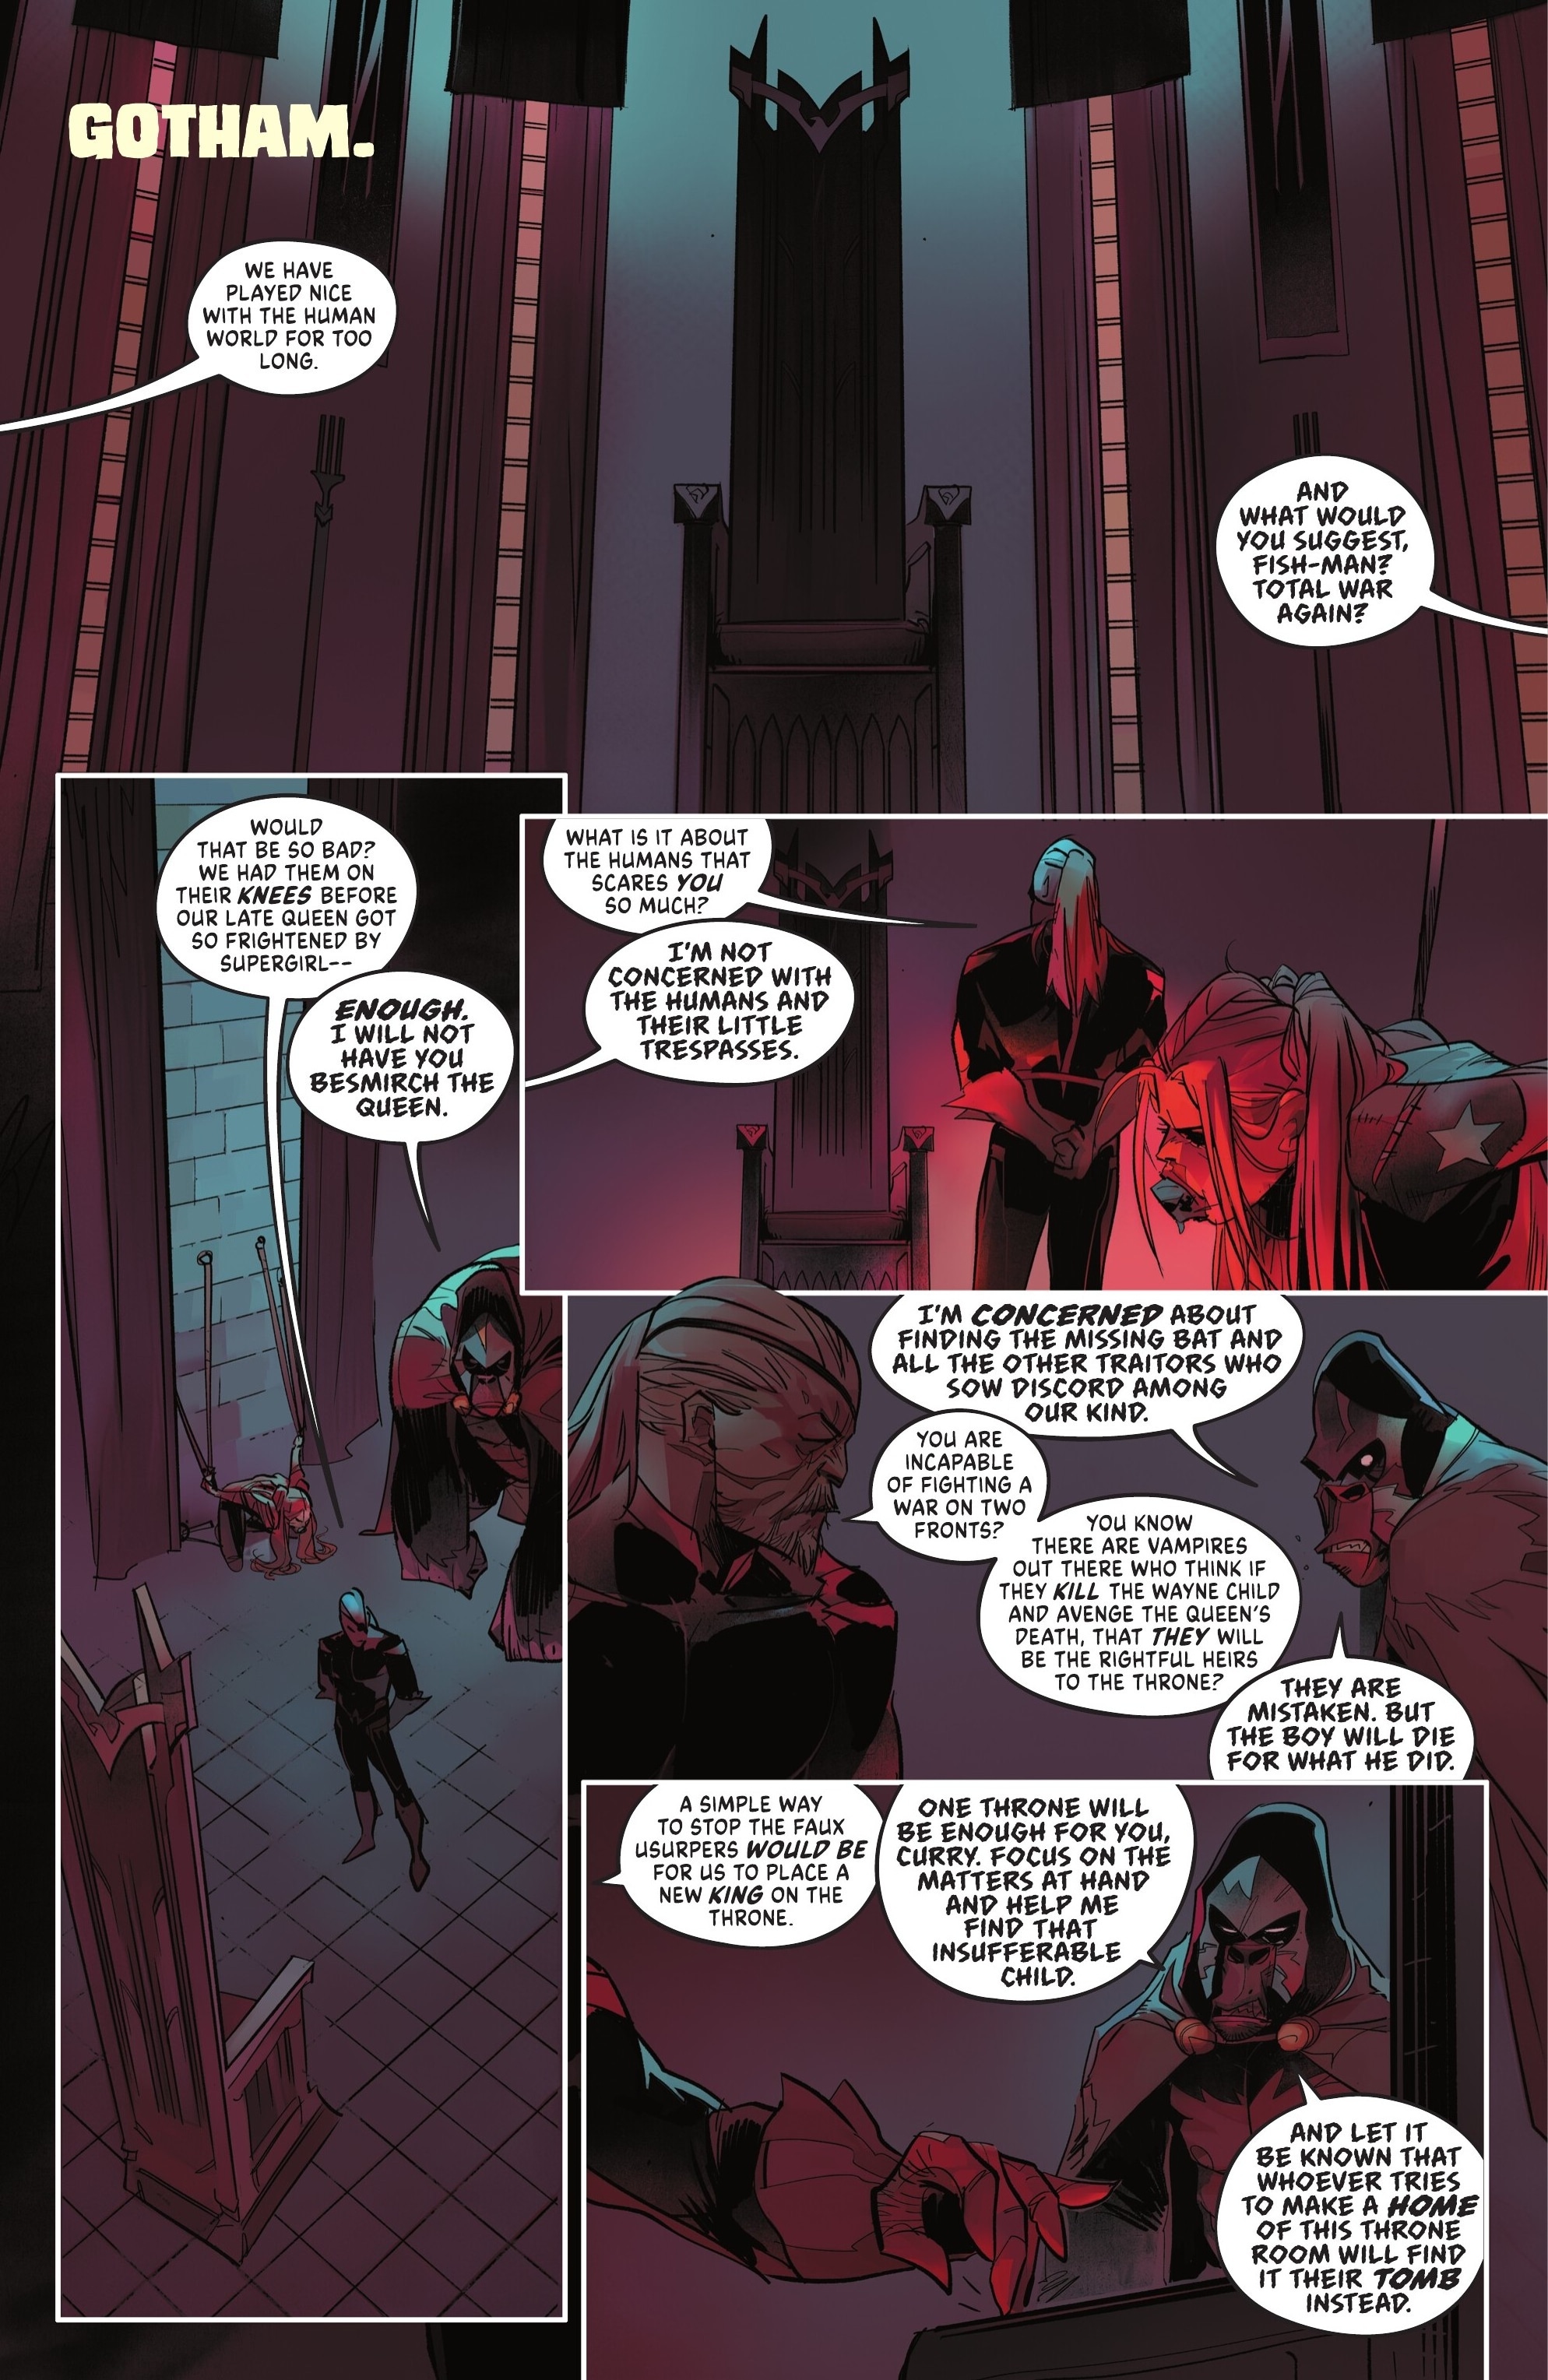 GOTHAM.
WE HAVE
PLAYED NICE
WITH THE HUMAN
WORLD FOR TOO
LONG.
AND
WHAT WOULD
YOU SUGGEST,
FISH-MAN?
TOTAL WAR
AGAIN?
WOULD
THAT BE SO BAD?
WE HAD THEM ON
THEIR KNEES BEFORE
OUR LATE QUEEN GOT
SO FRIGHTENED BY
SUPERGIRL--
ENOUGH.
I WILL NOT
HAVE YOU
BESMIRCH THE
QUEEN.
WHAT IS IT ABOUT
THE HUMANS THAT
SCARES YOU
SO MUCH?
I'M NOT
CONCERNED WITH
THE HUMANS AND
THEIR LITTLE
TRESPASSES.
I'M CONCERNED ABOUT
FINDING THE MISSING BAT AND
ALL THE OTHER TRAITORS WHO
SOW DISCORD AMONG
OUR KIND.
YOU ARE
INCAPABLE
OF FIGHTING A
WAR ON TWO
FRONTS?
YOU KNOW
THERE ARE VAMPIRES
OUT THERE WHO THINK IF
THEY KILL THE WAYNE CHILD
AND AVENGE THE QUEEN'S
DEATH, THAT THEY WILL
BE THE RIGHTFUL HEIRS
TO THE THRONE?
THEY ARE
MISTAKEN. BUT
THE BOY WILL DIE
FOR WHAT HE DID.
A SIMPLE WAY
TO STOP THE FAUX
USURPERS WOULD BE
FOR US TO PLACE A
NEW KING ON THE
THRONE.
ONE THRONE WILL
BE ENOUGH FOR YOU,
CURRY. FOCUS ON THE
MATTERS AT HAND
AND HELP ME
FIND THAT
INSUFFERABLE
CHILD.
AND LET IT
BE KNOWN THAT
WHOEVER TRIES
TO MAKE A HOME
OF THIS THRONE
ROOM WILL FIND
IT THEIR TOMB
INSTEAD.